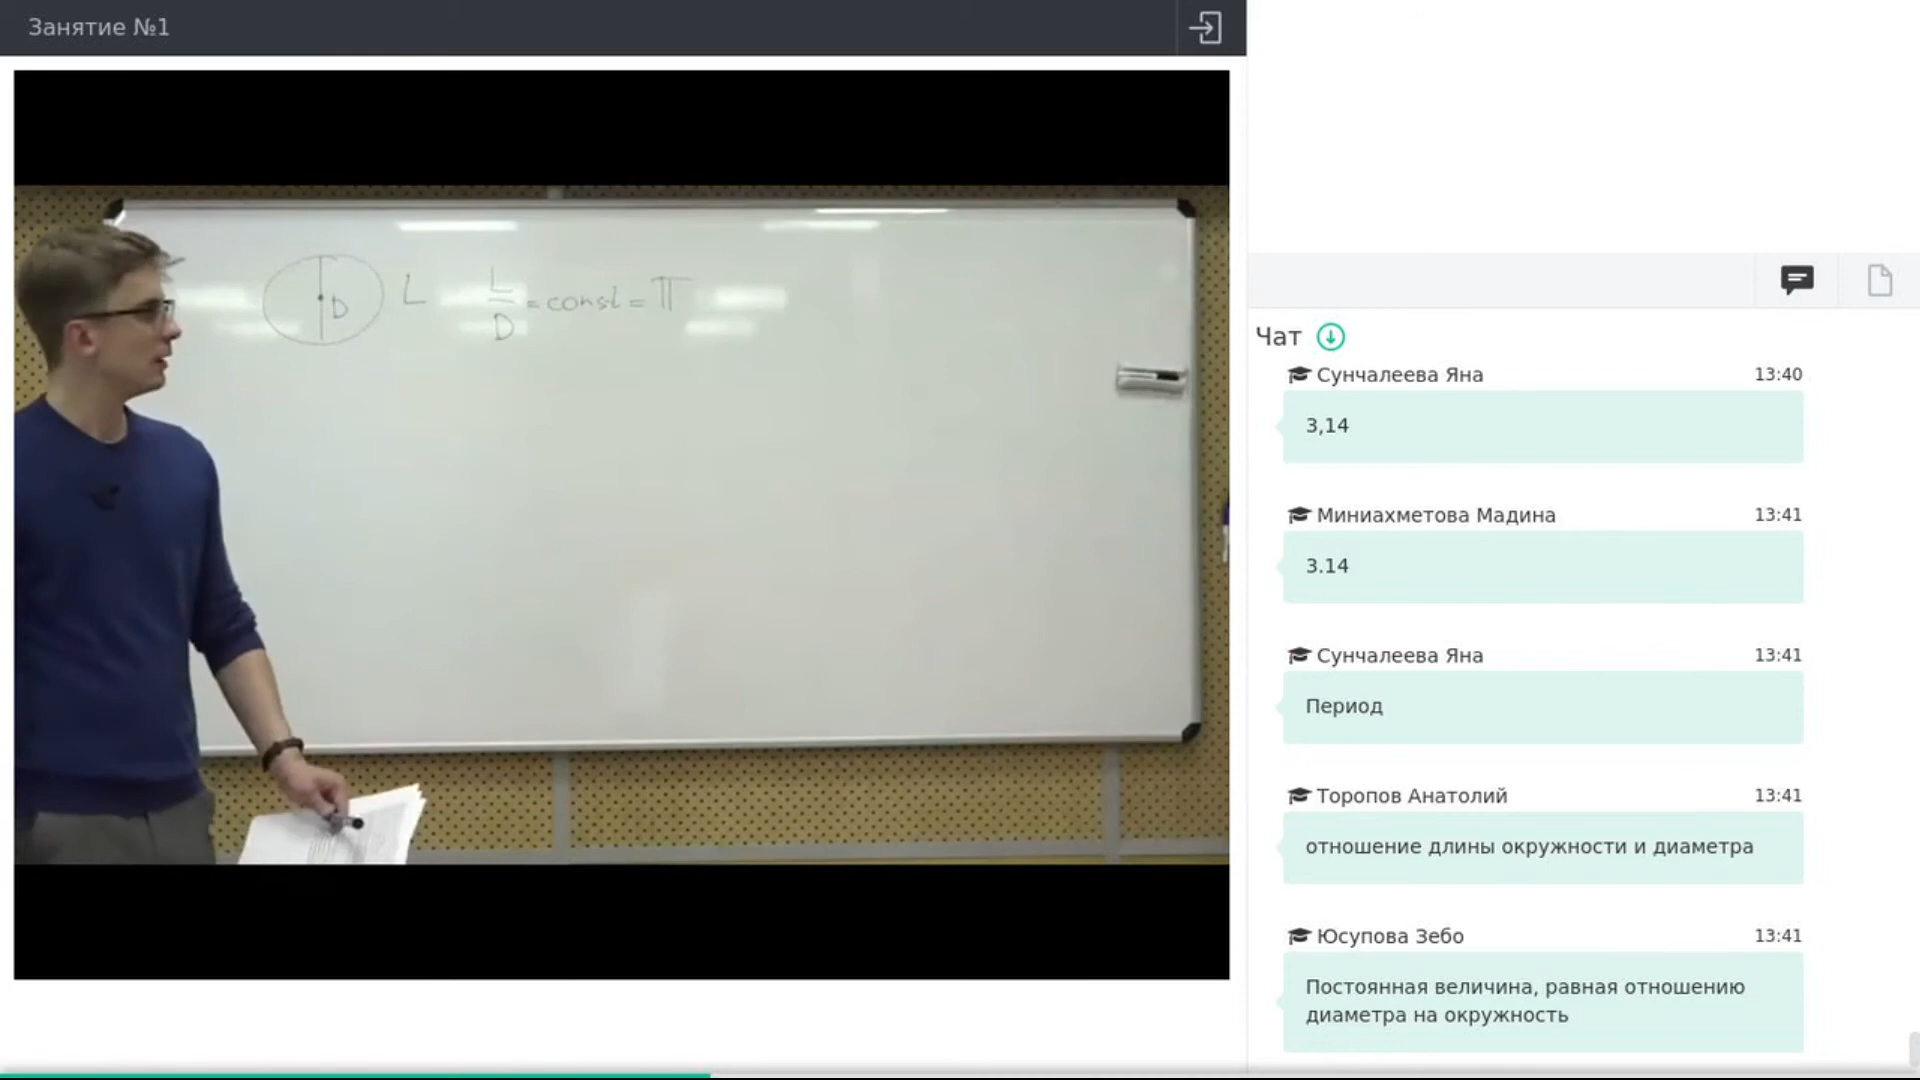 Занятие №1
D L L/D = const = π
Чат
Сунчалеева Яна 13:40
3,14
Миниахметова Мадина 13:41
3.14
Сунчалеева Яна 13:41
Период
Торопов Анатолий 13:41
отношение длины окружности и диаметра
Юсупова Зебо 13:41
Постоянная величина, равная отношению
диаметра на окружность